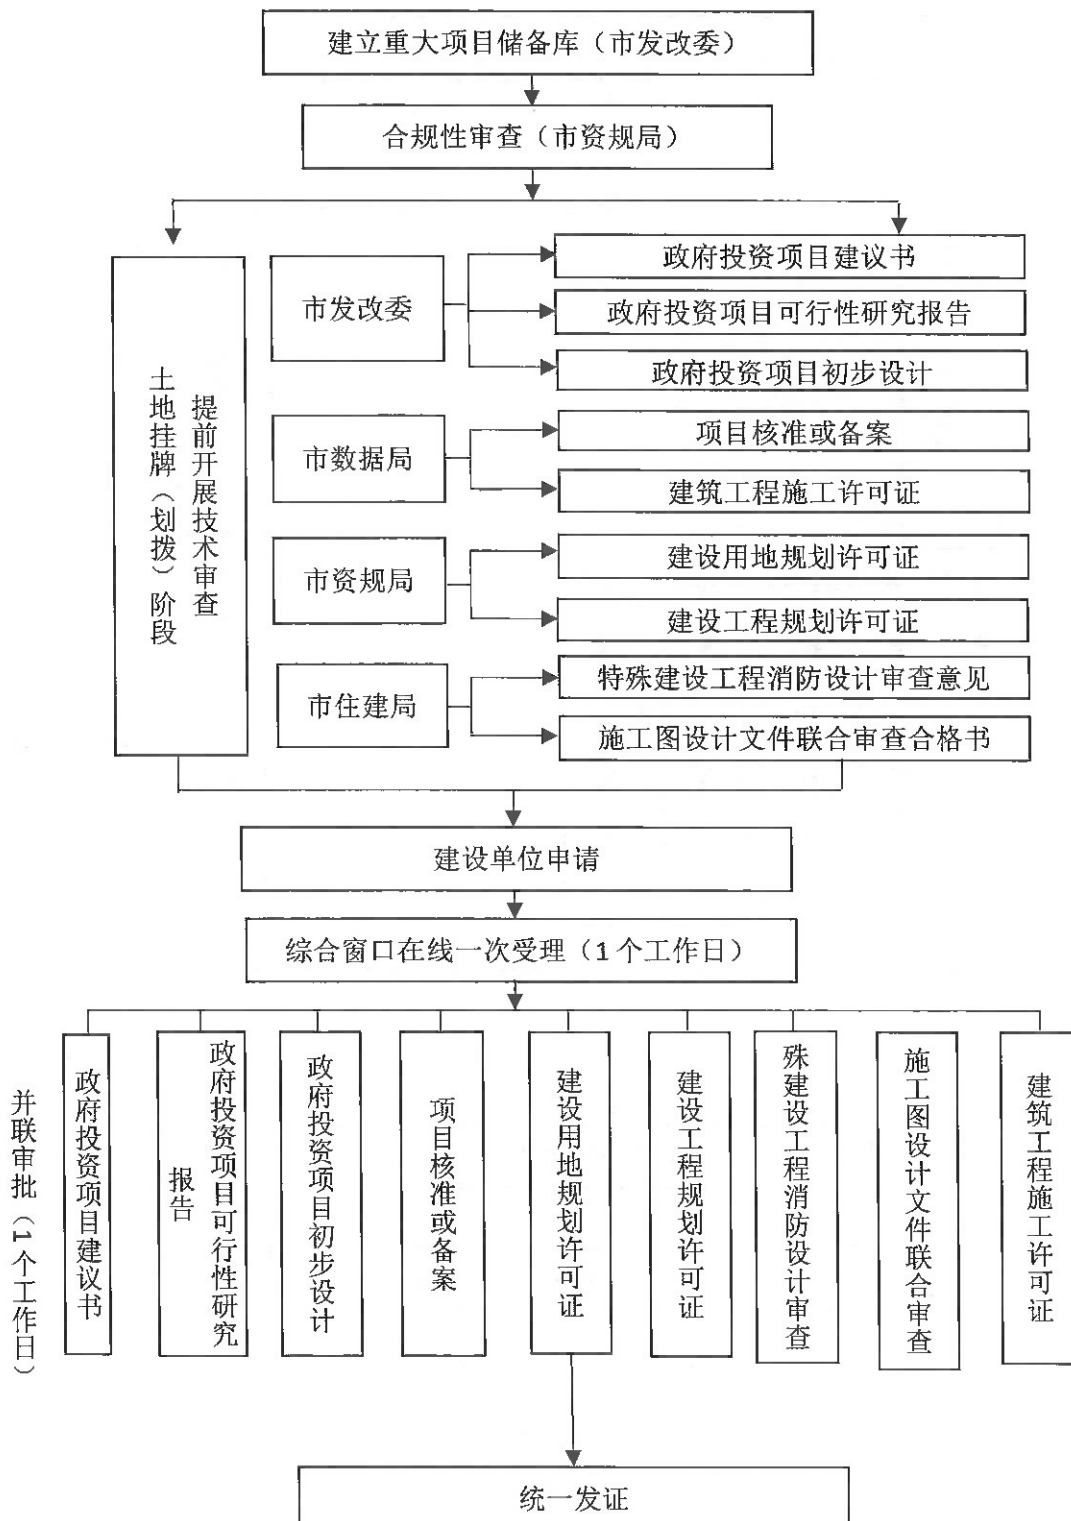 建立重大项目储备库（市发改委）
合规性审查（市资规局）
土地挂牌（划拨）阶段
提前开展技术审查
市发改委
政府投资项目建议书
政府投资项目可行性研究报告
政府投资项目初步设计
市数据局
项目核准或备案
建筑工程施工许可证
市资规局
建设用地规划许可证
建设工程规划许可证
市住建局
特殊建设工程消防设计审查意见
施工图设计文件联合审查合格书
建设单位申请
综合窗口在线一次受理（1个工作日）
并联审批（1个工作日）
政府投资项目建议书
政府投资项目可行性研究
报告
政府投资项目初步设计
项目核准或备案
建设用地规划许可证
建设工程规划许可证
殊建设工程消防设计审查
施工图设计文件联合审查
建筑工程施工许可证
统一发证